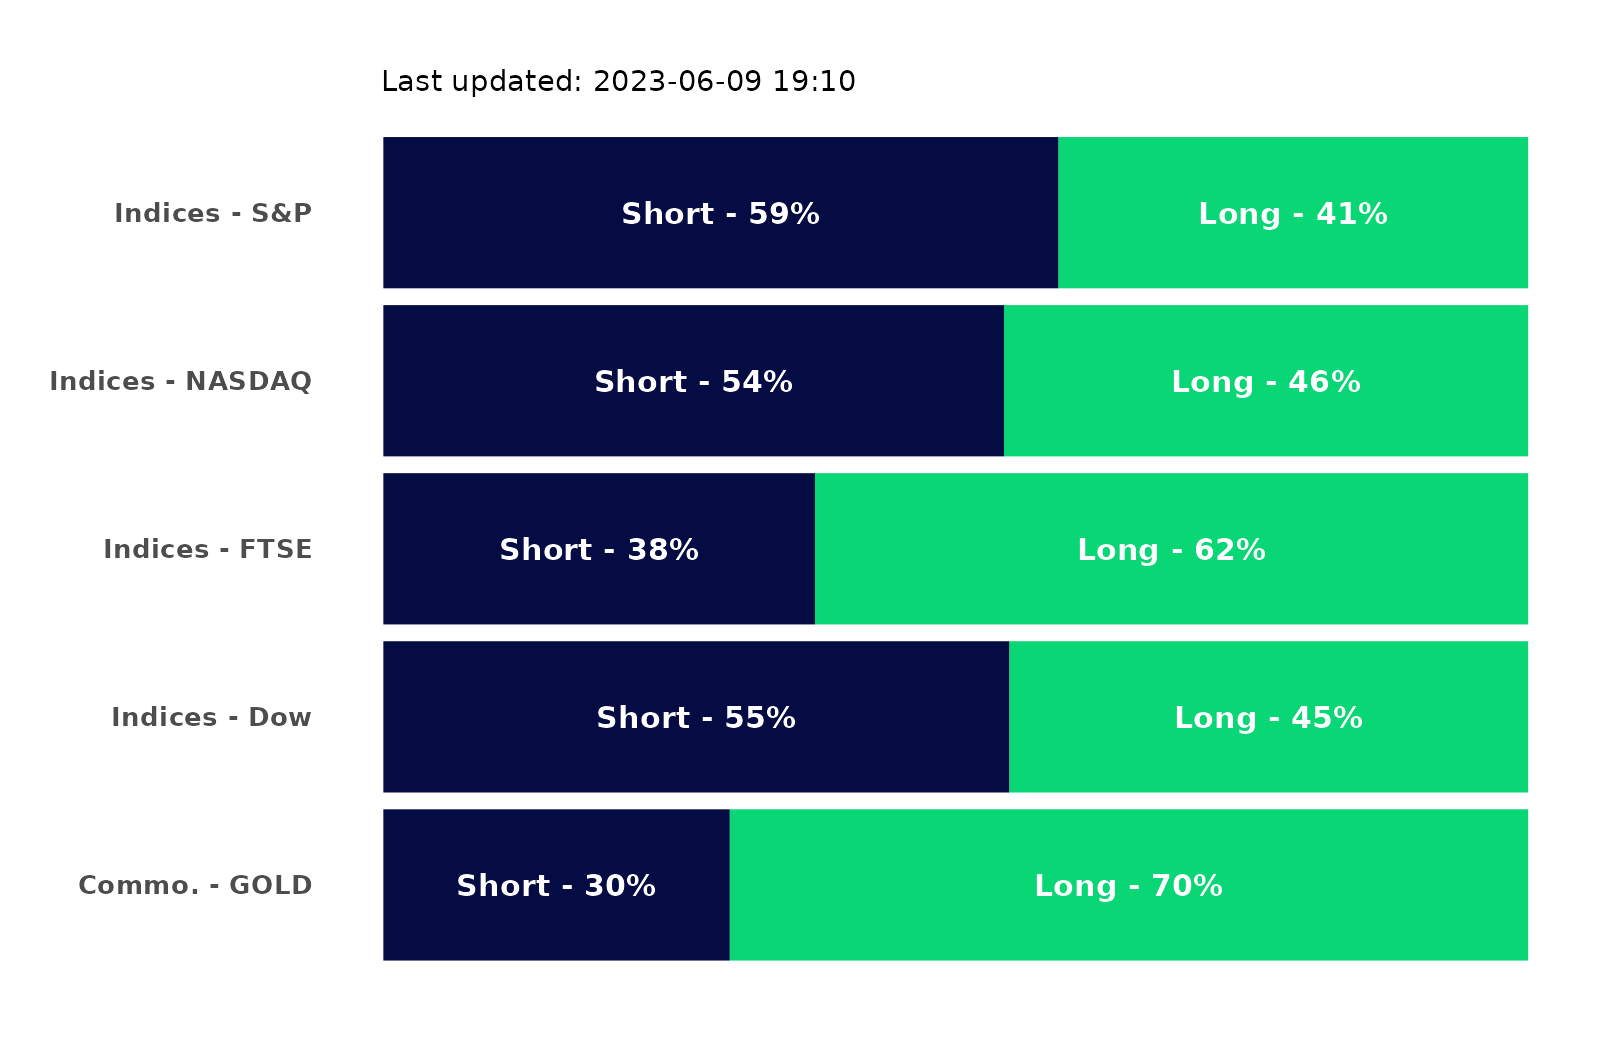 Last updated: 2023-06-09 19:10
Indices - S&P
Short - 59%
Long - 41%
Indices - NASDAQ
Short - 54%
Long - 46%
Indices - FTSE
Short - 38%
Long - 62%
Indices - Dow
Short - 55%
Long - 45%
Commo. - GOLD
Short - 30%
Long - 70%